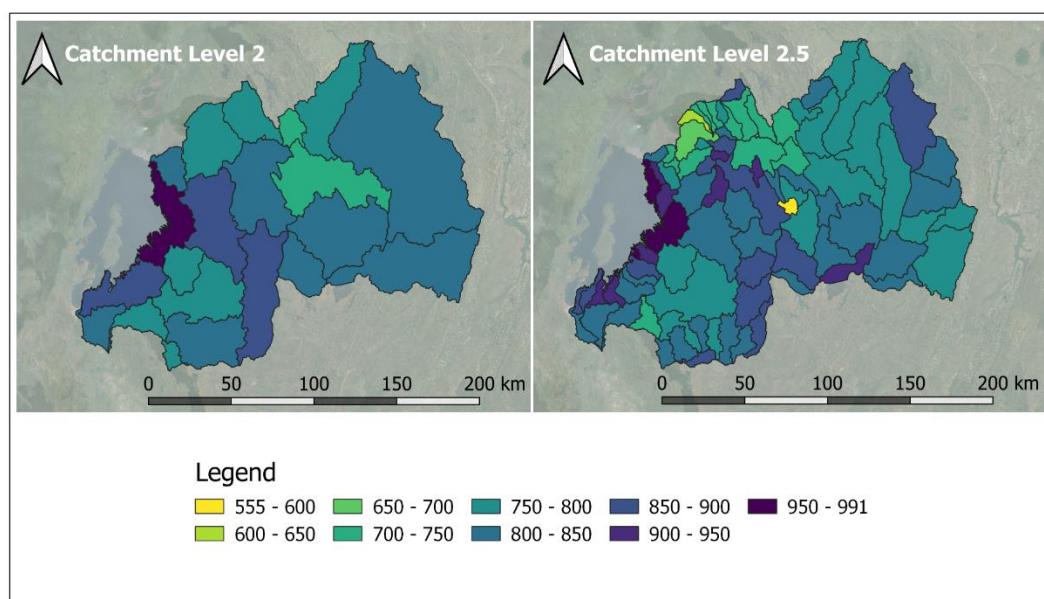 Catchment Level 2
Catchment Level 2.5
0 50 100 150 200 km
0 50 100 150 200 km
Legend
555 - 600
650 - 700
750 - 800
850 - 900
950 - 991
600 - 650
700 - 750
800 - 850
900 - 950